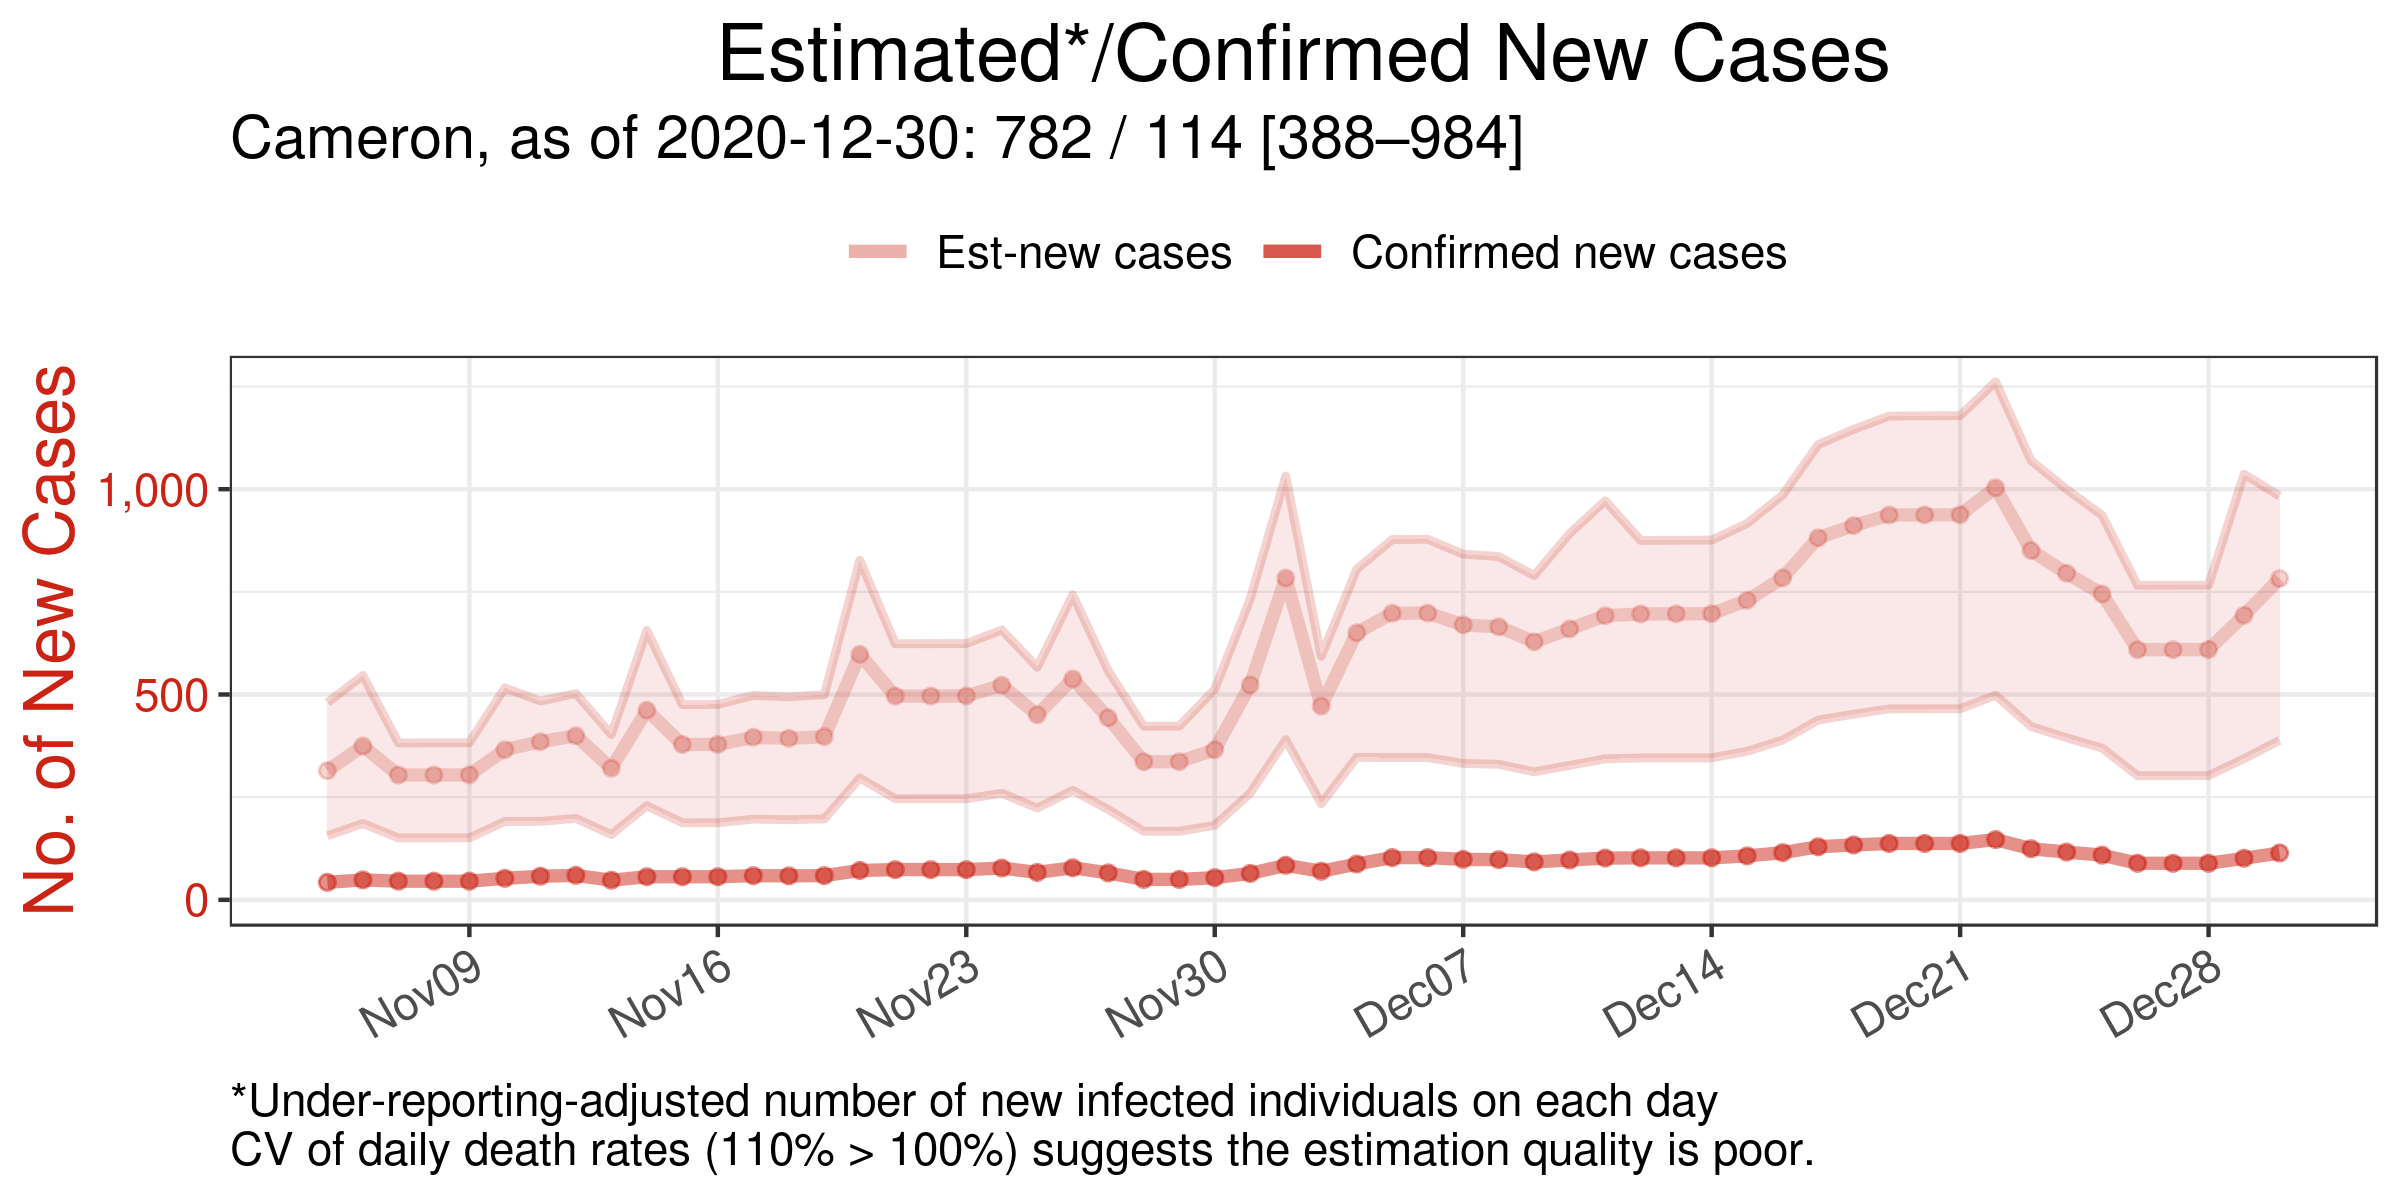 Estimated*/Confirmed New Cases
Cameron, as of 2020-12-30: 782 / 114 [388–984]
Est-new cases Confirmed new cases
No. of New Cases
1,000
500
0
Nov09 Nov16 Nov23 Nov30 Dec07 Dec14 Dec21 Dec28
*Under-reporting-adjusted number of new infected individuals on each day
CV of daily death rates (110% > 100%) suggests the estimation quality is poor.